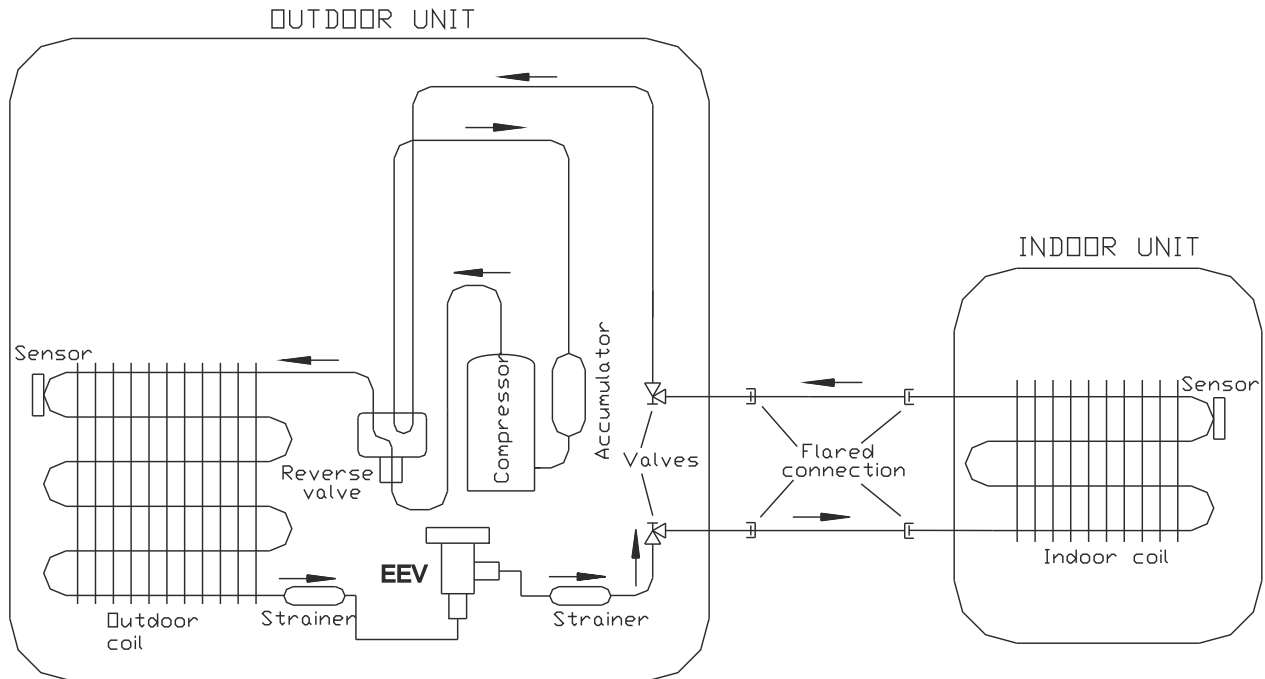 OUTDOOR UNIT
INDOOR UNIT
Sensor
Compressor
Accumulator
Sensor
Reverse
valve
Valves
Flared
connection
EEV
Indoor coil
Outdoor
coil
Strainer
Strainer